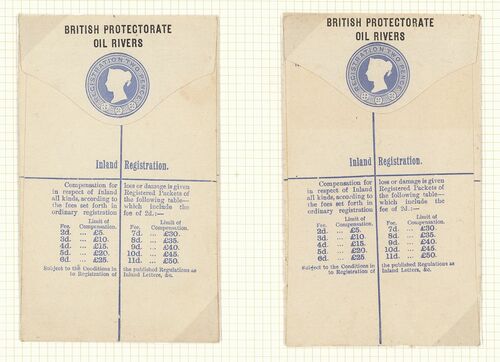 BRITISH PROTECTORATE
OIL RIVERS
REGISTRATION·TWO PENCE
Inland Registration.
Compensation for loss or damage is given
in respect of Inland Registered Packets of
all kinds, according to the following table—
the fees set forth in which include the
ordinary registration fee of 2d.:—
Limit of Limit of
Fee. Compensation. Fee. Compensation.
2d. ... £5. 7d. ... £30.
3d. ... £10. 8d. ... £35.
4d. ... £15. 9d. ... £40.
5d. ... £20. 10d. ... £45.
6d. ... £25 11d. ... £50.
Subject to the Conditions in the published Regulations as
to Registration of Inland Letters, &c.
BRITISH PROTECTORATE
OIL RIVERS
REGISTRATION·TWO PENCE
Inland Registration.
Compensation for loss or damage is given
in respect of Inland Registered Packets of
all kinds, according to the following table—
the fees set forth in which include the
ordinary registration fee of 2d.:—
Limit of Limit of
Fee. Compensation. Fee. Compensation.
2d. ... £5. 7d. ... £30.
3d. ... £10. 8d. ... £35.
4d. ... £15. 9d. ... £40.
5d. ... £20. 10d. ... £45.
6d. ... £25 11d. ... £50.
Subject to the Conditions in the published Regulations as
to Registration of Inland Letters, &c.